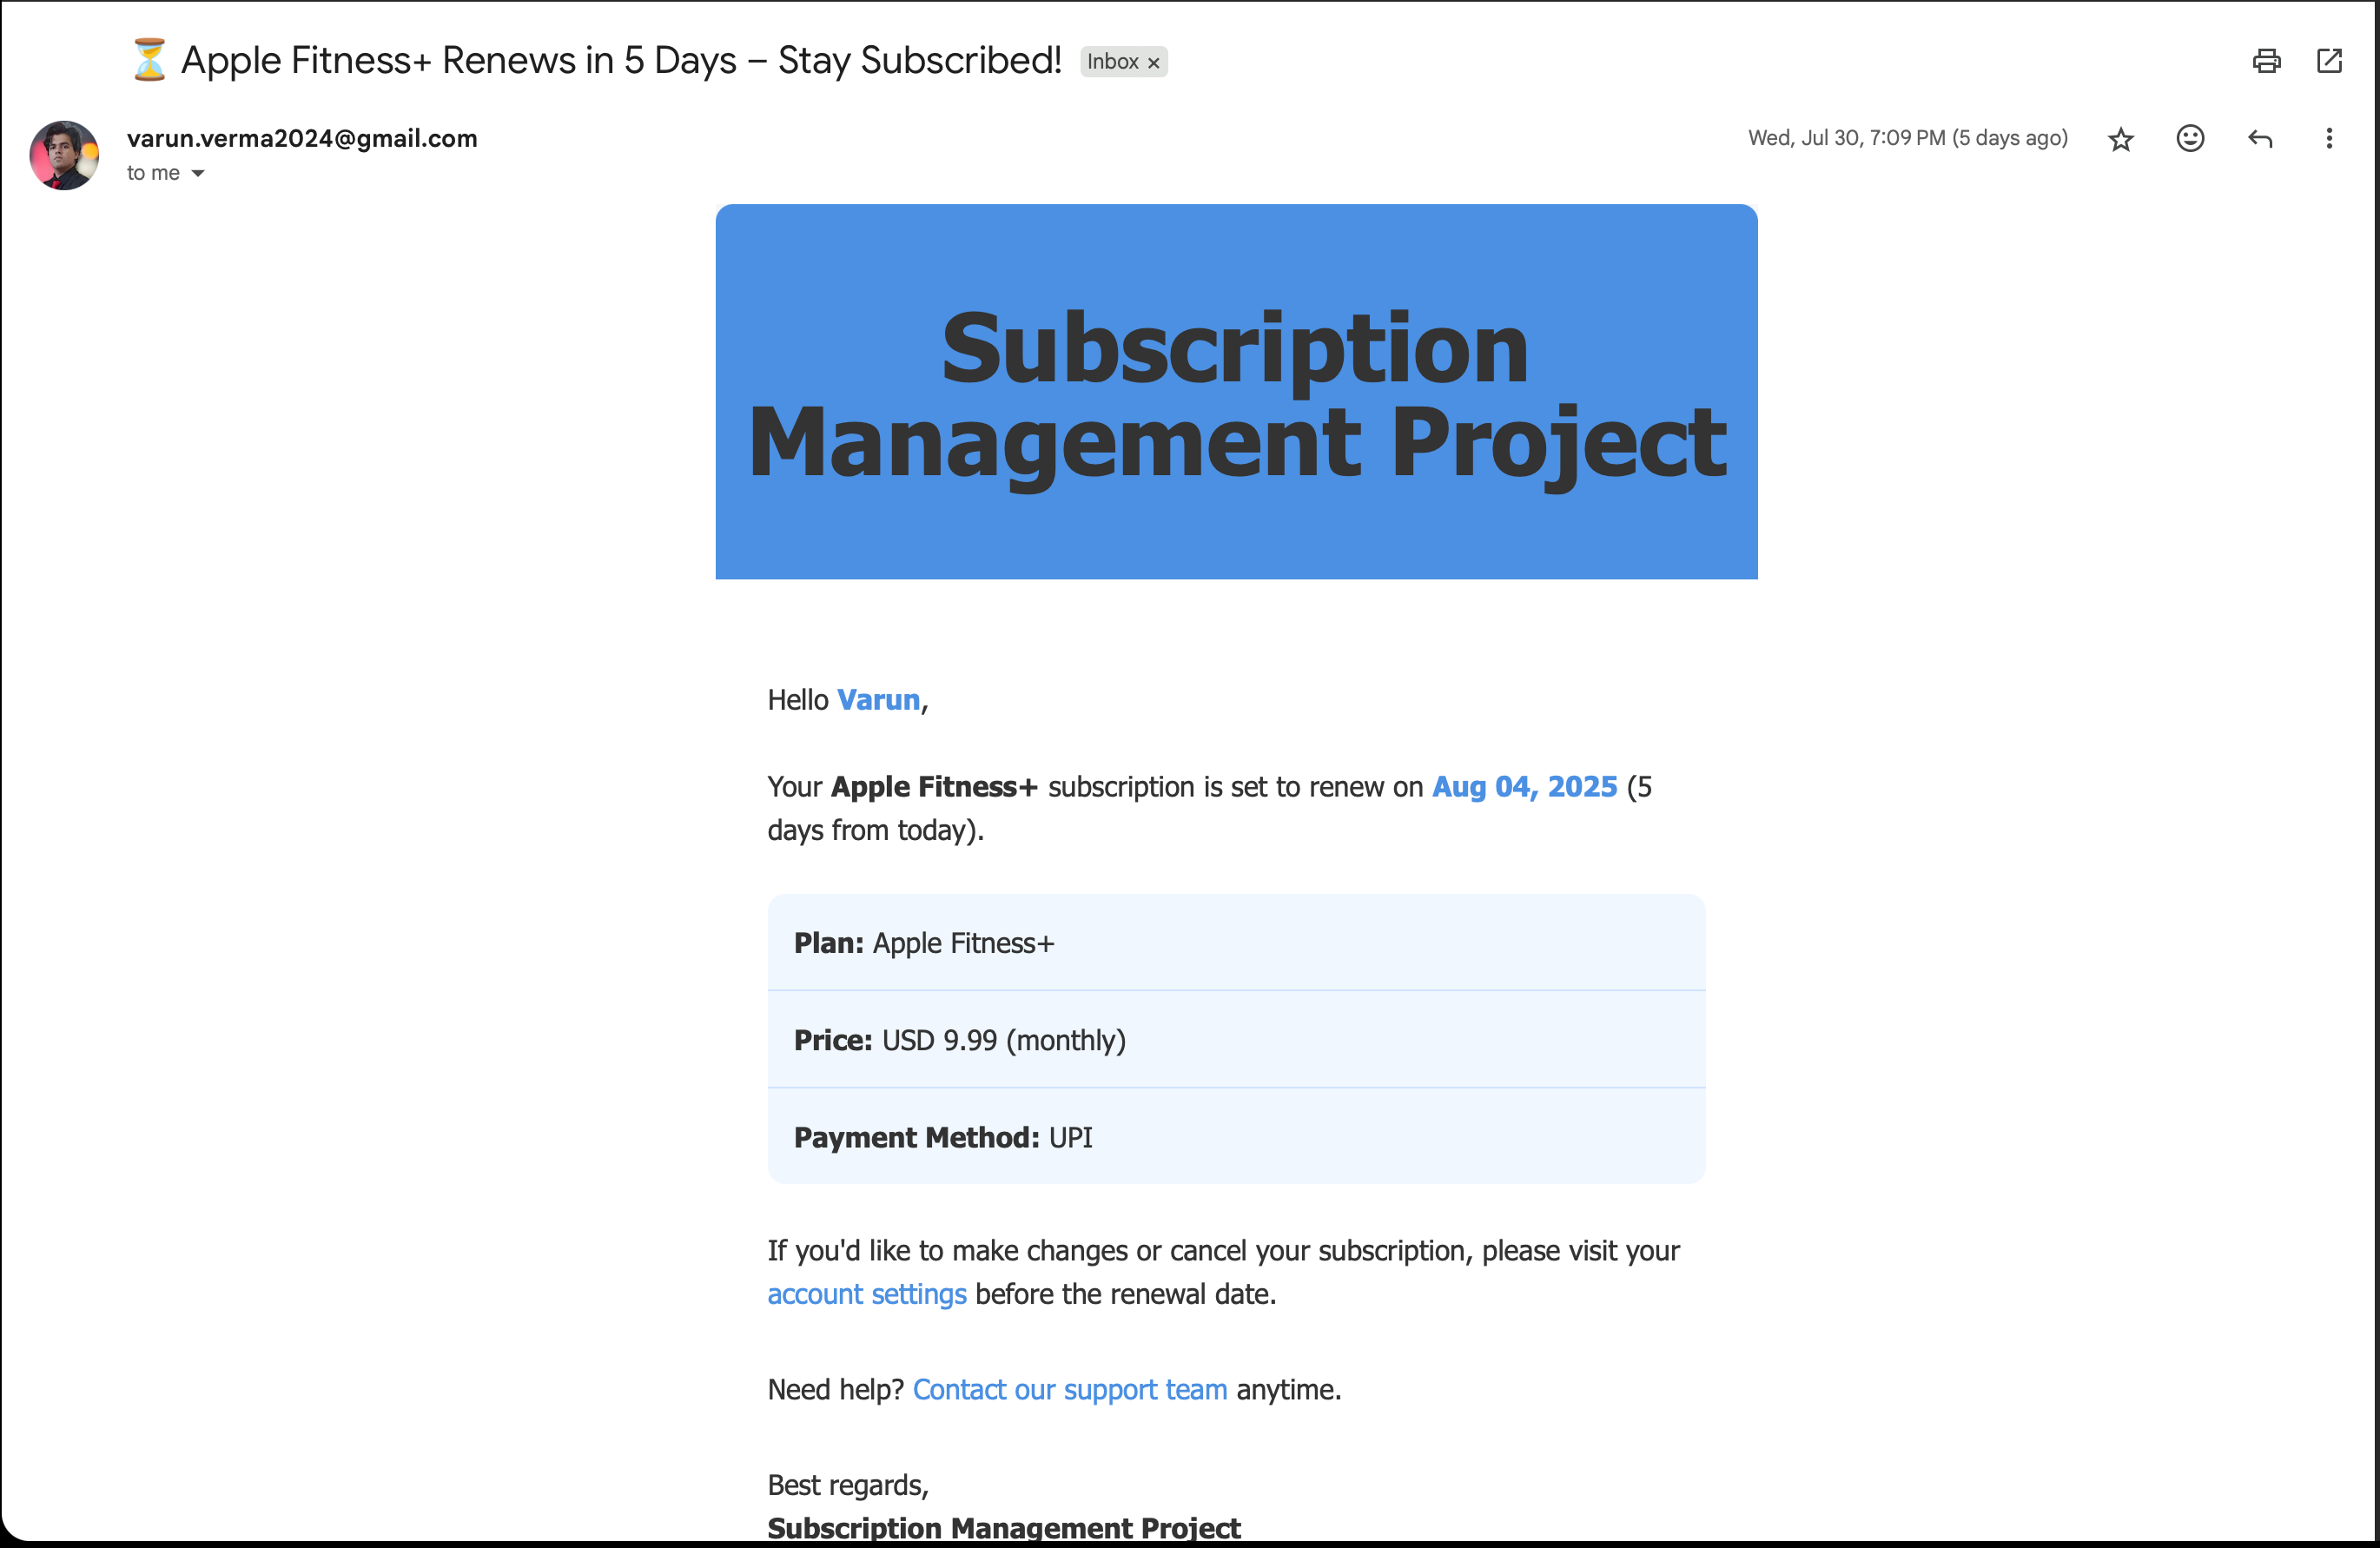 ⏳ Apple Fitness+ Renews in 5 Days – Stay Subscribed! Inbox ×
varun.verma2024@gmail.com
Wed, Jul 30, 7:09 PM (5 days ago)
to me
Subscription
Management Project
Hello Varun,
Your Apple Fitness+ subscription is set to renew on Aug 04, 2025 (5
days from today).
Plan: Apple Fitness+
Price: USD 9.99 (monthly)
Payment Method: UPI
If you'd like to make changes or cancel your subscription, please visit your
account settings before the renewal date.
Need help? Contact our support team anytime.
Best regards,
Subscription Management Project